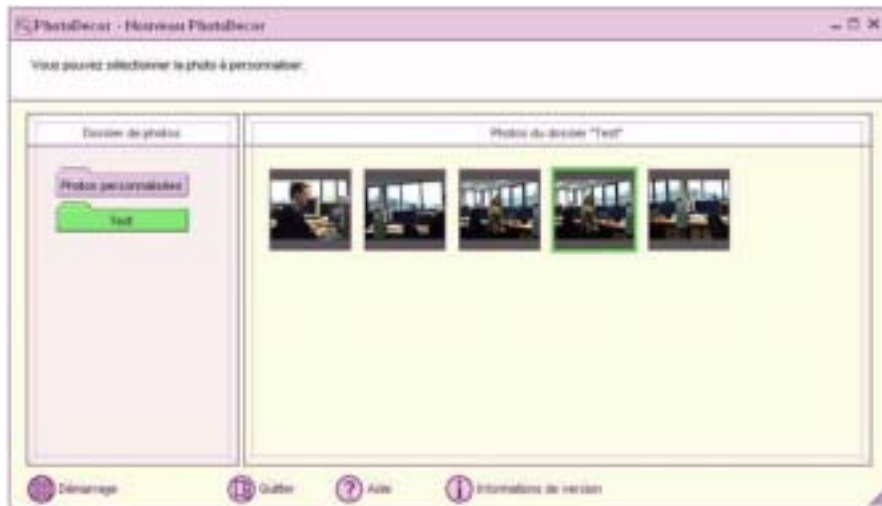 PhotoDecor - Nouveau PhotoDecor
Vous pouvez sélectionner la photo à personnaliser.
Dossier de photos
Photos du dossier "Test"
Photos personnalisées
Test
Démarrage
Quitter
? Aide
i Informations de version